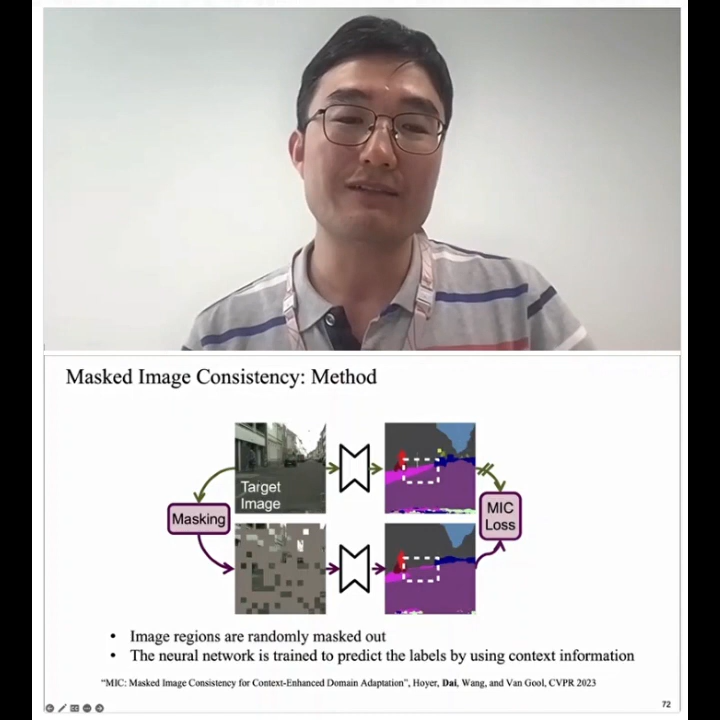 Masked Image Consistency: Method
Target
Image
Masking
MIC
Loss
• Image regions are randomly masked out
• The neural network is trained to predict the labels by using context information
"MIC: Masked Image Consistency for Context-Enhanced Domain Adaptation", Hoyer, Dai, Wang, and Van Gool, CVPR 2023
72